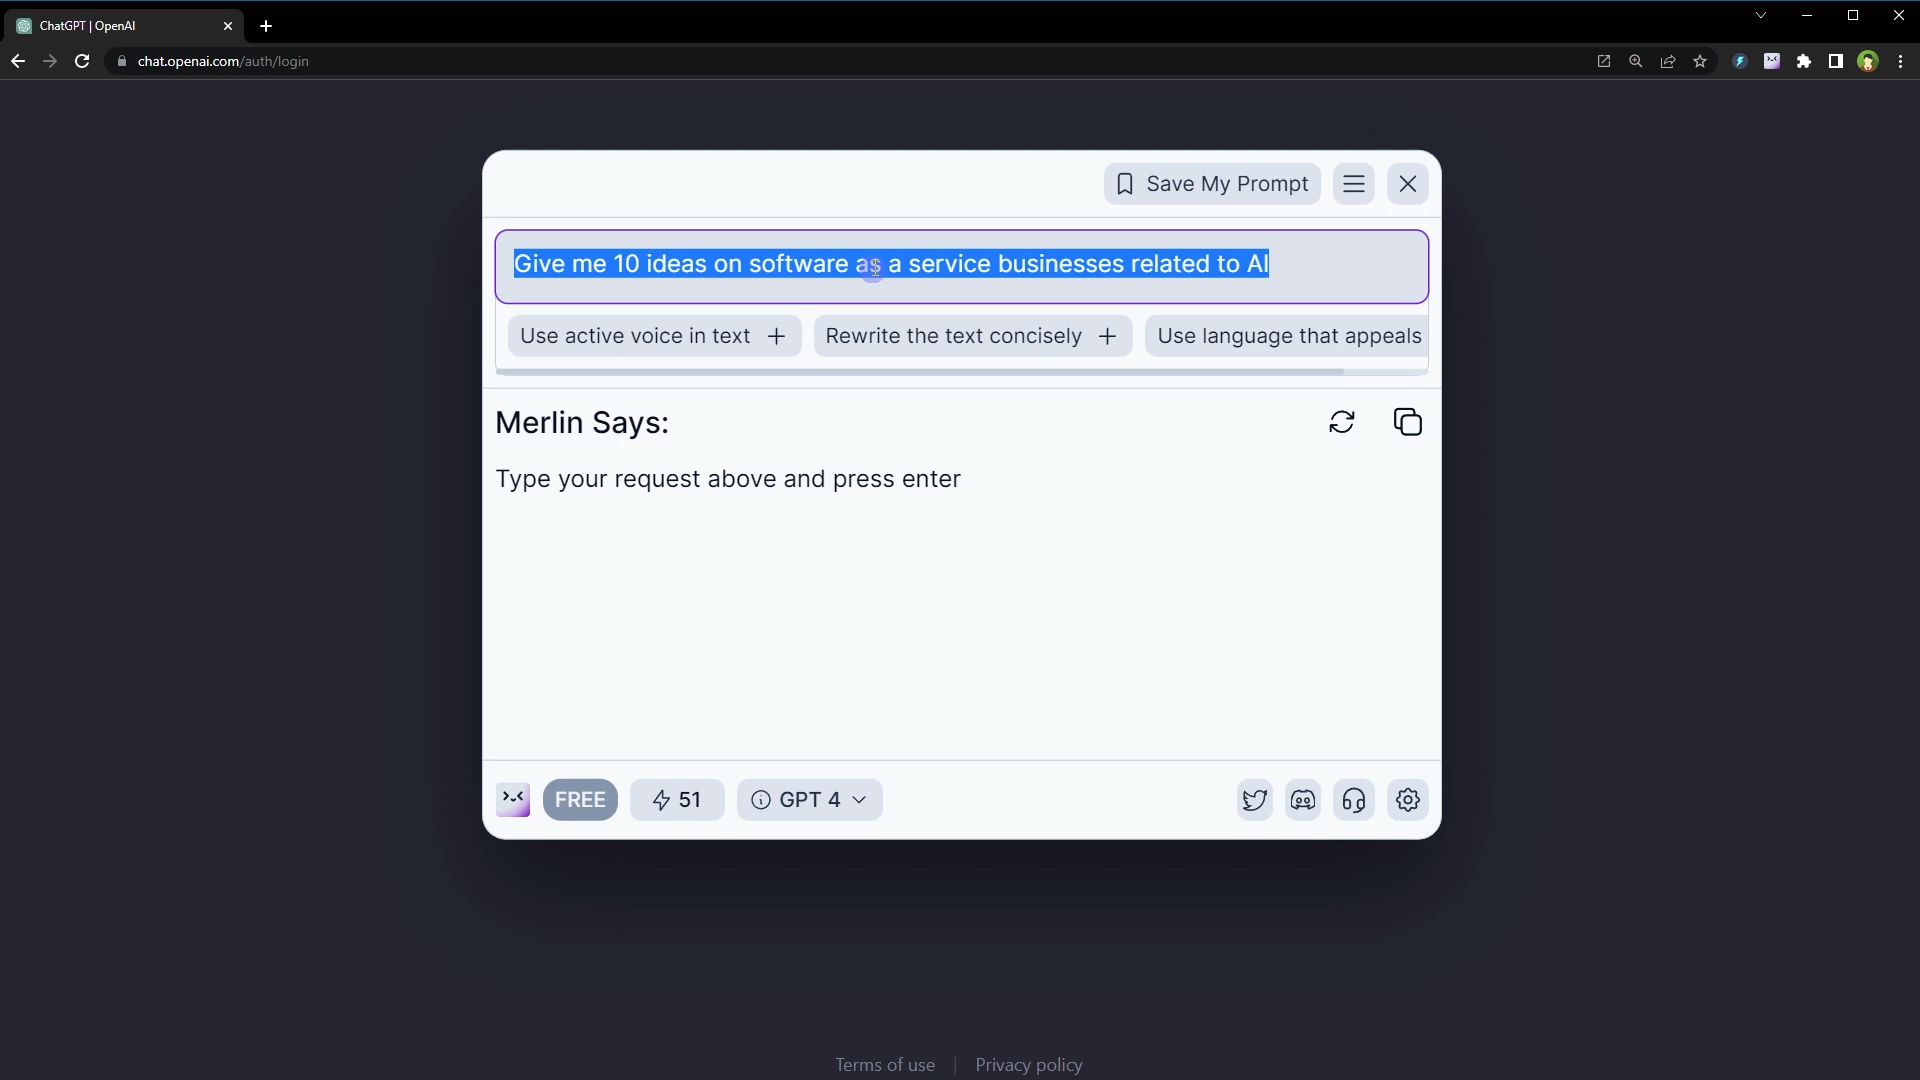 ChatGPT | OpenAI
chat.openai.com/auth/login
Save My Prompt
Give me 10 ideas on software as a service businesses related to AI
Use active voice in text
Rewrite the text concisely
Use language that appeals
Merlin Says:
Type your request above and press enter
FREE
51
GPT 4
Terms of use | Privacy policy